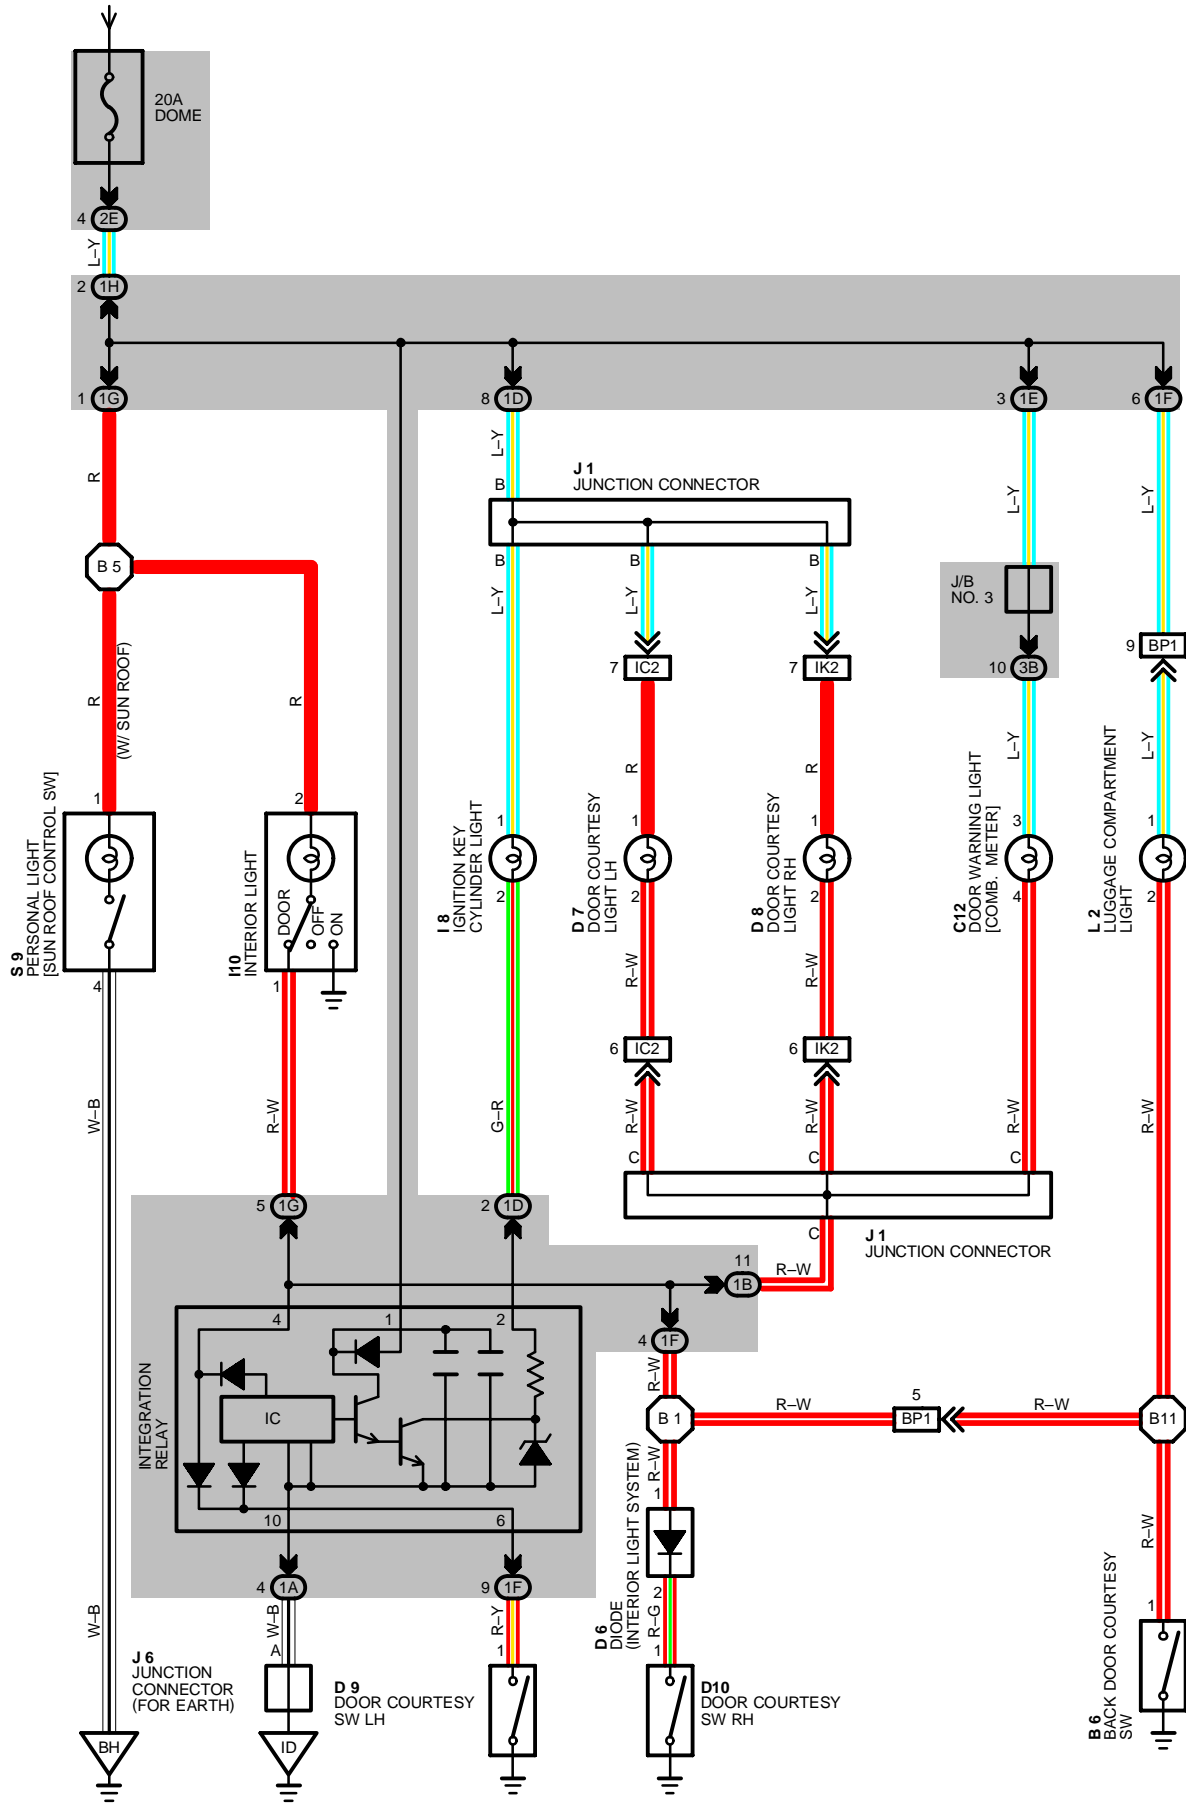 20A
DOME
4 2E
L–Y
2 1H
1 1G
8 1D
3 1E
6 1F
R
L–Y
L–Y
L–Y
B
J 1
JUNCTION CONNECTOR
B 5
B
B
B
L–Y
L–Y
L–Y
J/B
NO. 3
10 3B
9 BP1
7 IC2
7 IK2
R
(W/ SUN ROOF)
R
R
R
L–Y
L–Y
1
2
1
1
1
3
1
S 9
PERSONAL LIGHT
[SUN ROOF CONTROL SW]
I10
INTERIOR LIGHT
DOOR
OFF
ON
I 8
IGNITION KEY
CYLINDER LIGHT
D 7
DOOR COURTESY
LIGHT LH
D 8
DOOR COURTESY
LIGHT RH
C12
DOOR WARNING LIGHT
[COMB. METER]
L 2
LUGGAGE COMPARTMENT
LIGHT
2
2
2
4
2
4
1
R–W
R–W
R–W
6 IC2
6 IK2
W–B
R–W
G–R
R–W
R–W
R–W
R–W
C
C
C
5 1G
2 1D
C
J 1
JUNCTION CONNECTOR
11
1B
R–W
4
1
2
4 1F
INTEGRATION
RELAY
IC
R–W
B 1
R–W
5
BP1
R–W
B11
R–W
1
10
6
D 6
DIODE
(INTERIOR LIGHT SYSTEM)
R–W
4 1A
9 1F
2
R–G
W–B
W–B
A
R–Y
1
1
1
J 6
JUNCTION
CONNECTOR
(FOR EARTH)
D 9
DOOR COURTESY
SW LH
D10
DOOR COURTESY
SW RH
B 6
BACK DOOR COURTESY
SW
BH
ID